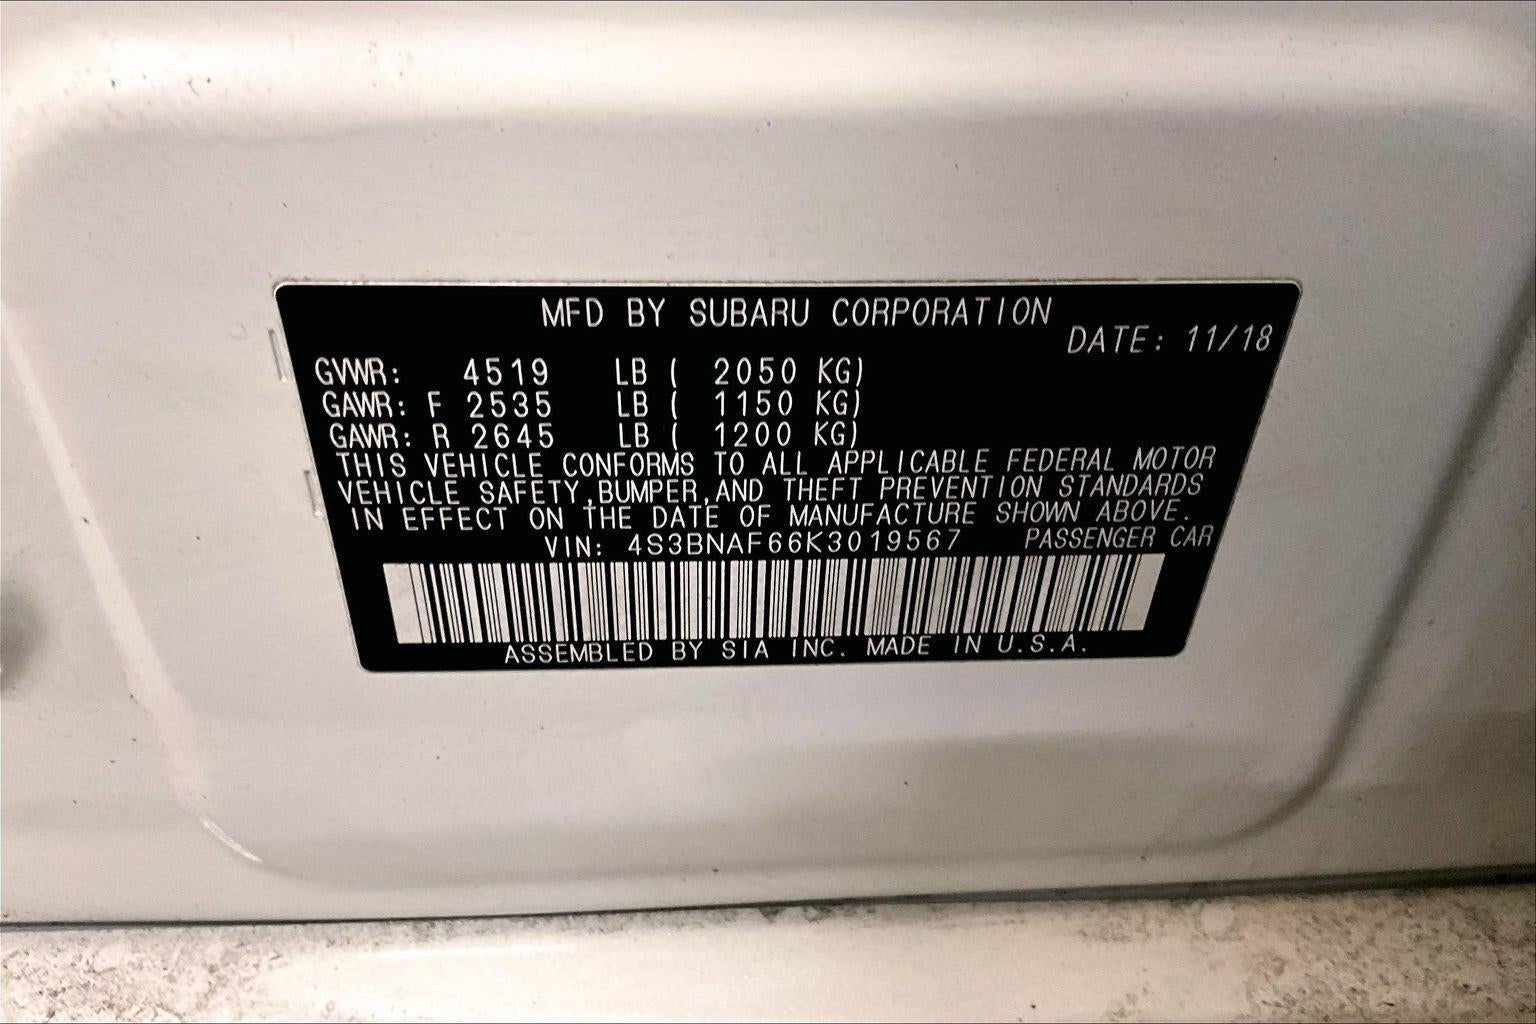 MFD BY SUBARU CORPORATION
DATE: 11/18
GVWR: 4519 LB ( 2050 KG)
GAWR: F 2535 LB ( 1150 KG)
GAWR: R 2645 LB ( 1200 KG)
THIS VEHICLE CONFORMS TO ALL APPLICABLE FEDERAL MOTOR
VEHICLE SAFETY,BUMPER,AND THEFT PREVENTION STANDARDS
IN EFFECT ON THE DATE OF MANUFACTURE SHOWN ABOVE.
VIN: 4S3BNAF66K3019567 PASSENGER CAR
ASSEMBLED BY SIA INC. MADE IN U.S.A.